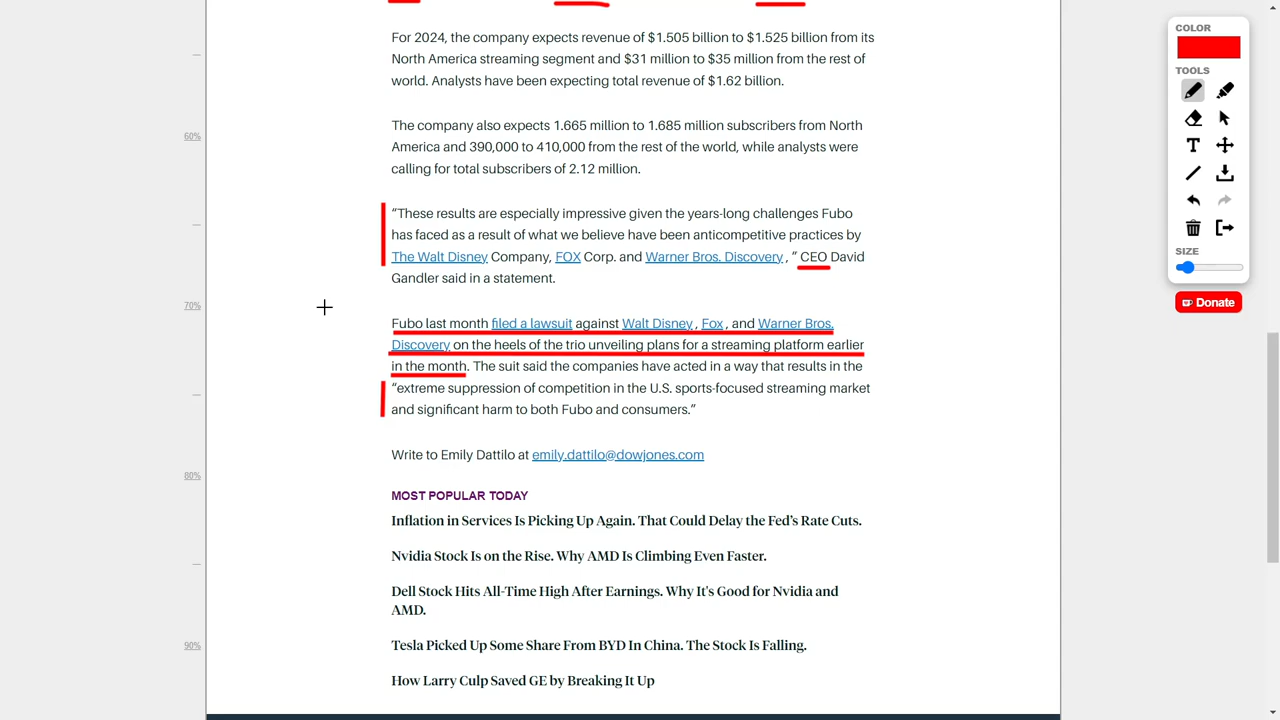 COLOR
For 2024, the company expects revenue of $1.505 billion to $1.525 billion from its
North America streaming segment and $31 million to $35 million from the rest of
world. Analysts have been expecting total revenue of $1.62 billion.
TOOLS
The company also expects 1.665 million to 1.685 million subscribers from North
60%
America and 390,000 to 410,000 from the rest of the world, while analysts were
T
calling for total subscribers of 2.12 million.
“These results are especially impressive given the years-long challenges Fubo
has faced as a result of what we believe have been anticompetitive practices by
The Walt Disney Company, FOX Corp. and Warner Bros. Discovery , ” CEO David
SIZE
Gandler said in a statement.
70%
Donate
Fubo last month filed a lawsuit against Walt Disney , Fox , and Warner Bros.
Discovery on the heels of the trio unveiling plans for a streaming platform earlier
in the month. The suit said the companies have acted in a way that results in the
“extreme suppression of competition in the U.S. sports-focused streaming market
and significant harm to both Fubo and consumers.”
Write to Emily Dattilo at emily.dattilo@dowjones.com
80%
MOST POPULAR TODAY
Inflation in Services Is Picking Up Again. That Could Delay the Fed’s Rate Cuts.
Nvidia Stock Is on the Rise. Why AMD Is Climbing Even Faster.
Dell Stock Hits All-Time High After Earnings. Why It's Good for Nvidia and
AMD.
90%
Tesla Picked Up Some Share From BYD In China. The Stock Is Falling.
How Larry Culp Saved GE by Breaking It Up